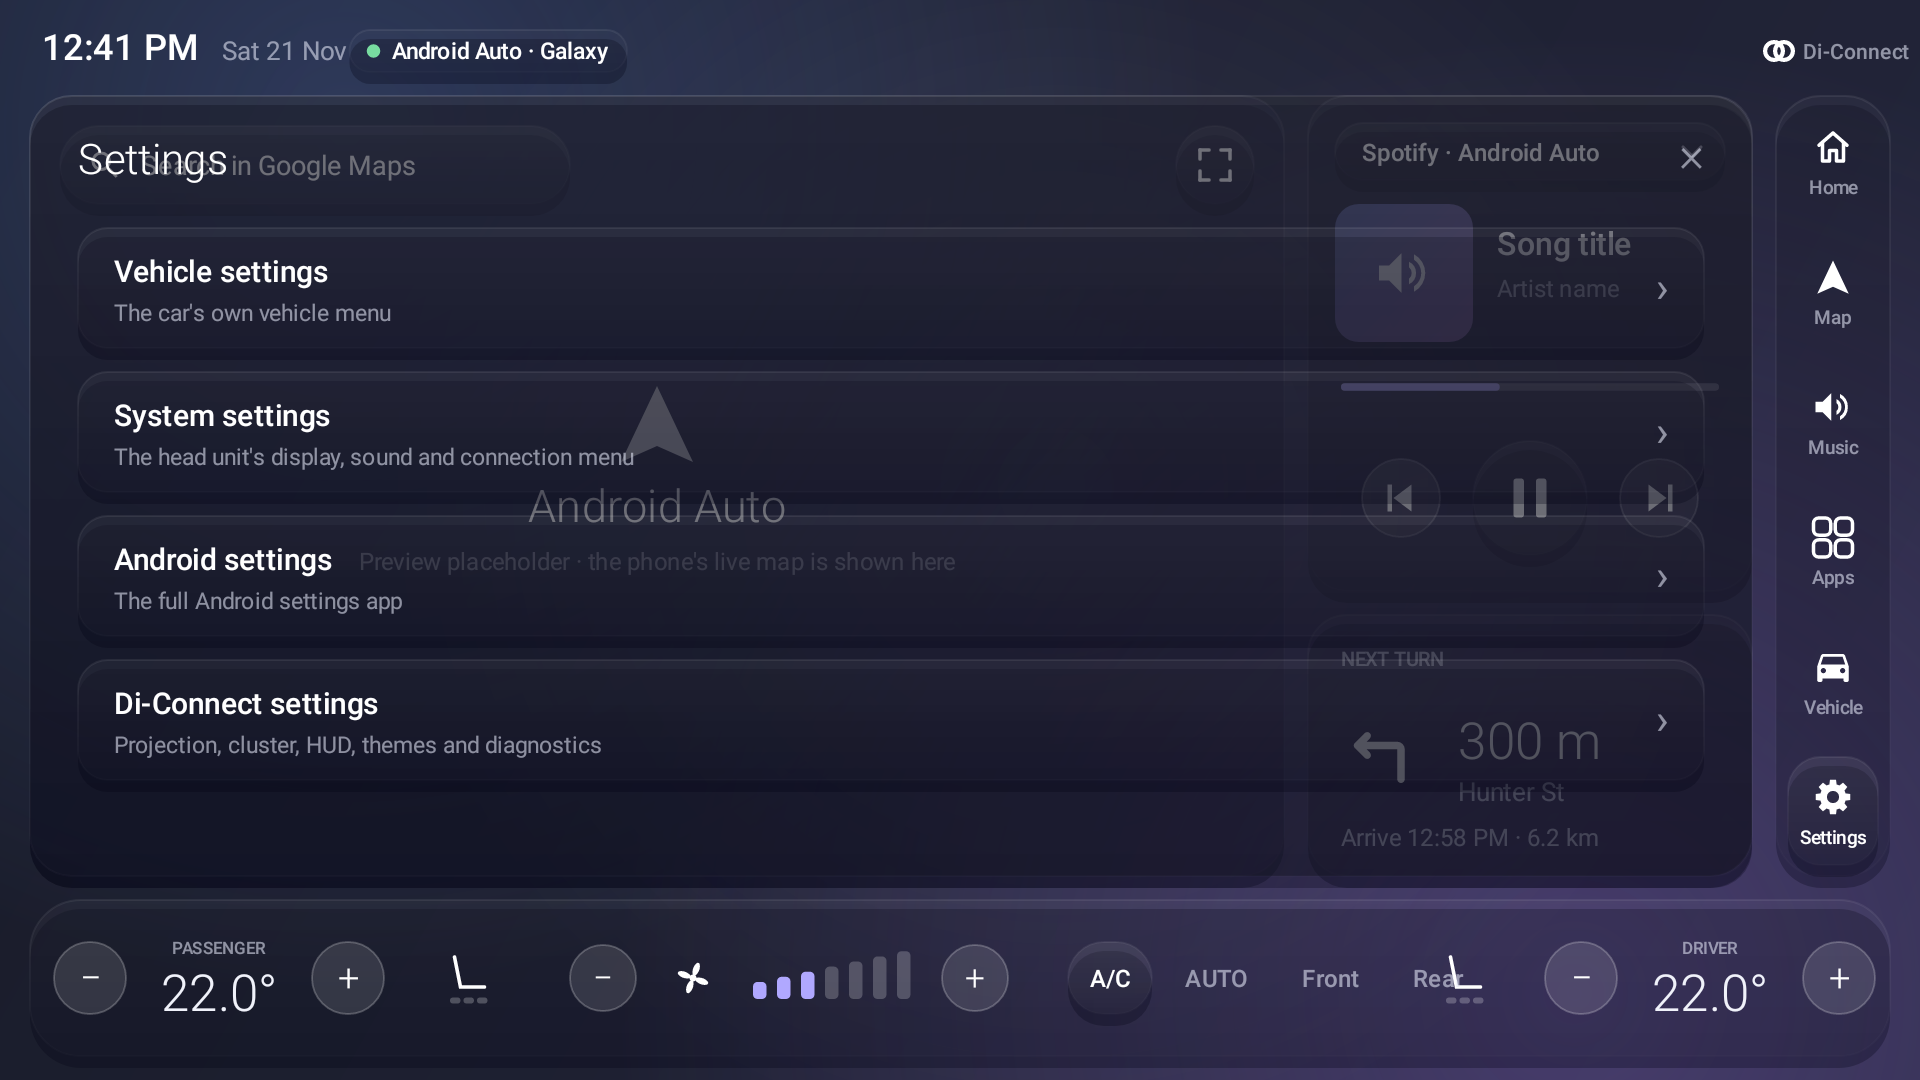 12:41 PM Sat 21 Nov Android Auto · Galaxy
Di-Connect
Settings
Search in Google Maps
Spotify · Android Auto
Vehicle settings
The car's own vehicle menu
Song title
Artist name
System settings
The head unit's display, sound and connection menu
Android Auto
Android settings
Preview placeholder · the phone's live map is shown here
The full Android settings app
Di-Connect settings
Projection, cluster, HUD, themes and diagnostics
NEXT TURN
300 m
Hunter St
Arrive 12:58 PM · 6.2 km
Home
Map
Music
Apps
Vehicle
Settings
PASSENGER
22.0°
A/C AUTO Front Rear
DRIVER
22.0°